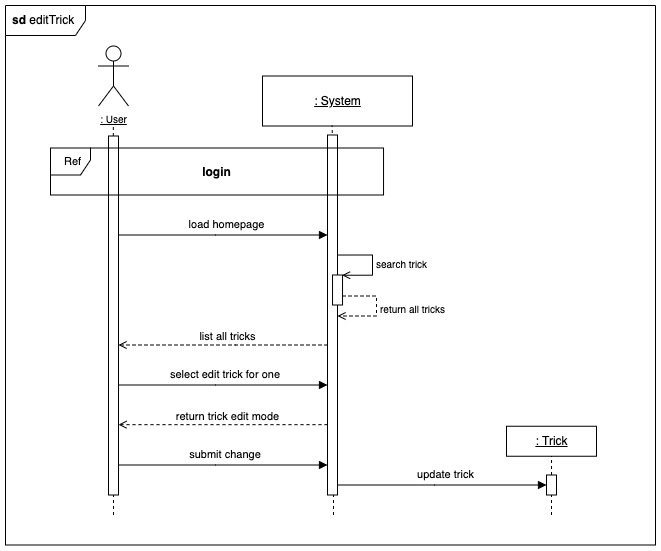 sd editTrick
: User
: System
Ref
login
load homepage
search trick
return all tricks
list all tricks
select edit trick for one
return trick edit mode
: Trick
submit change
update trick